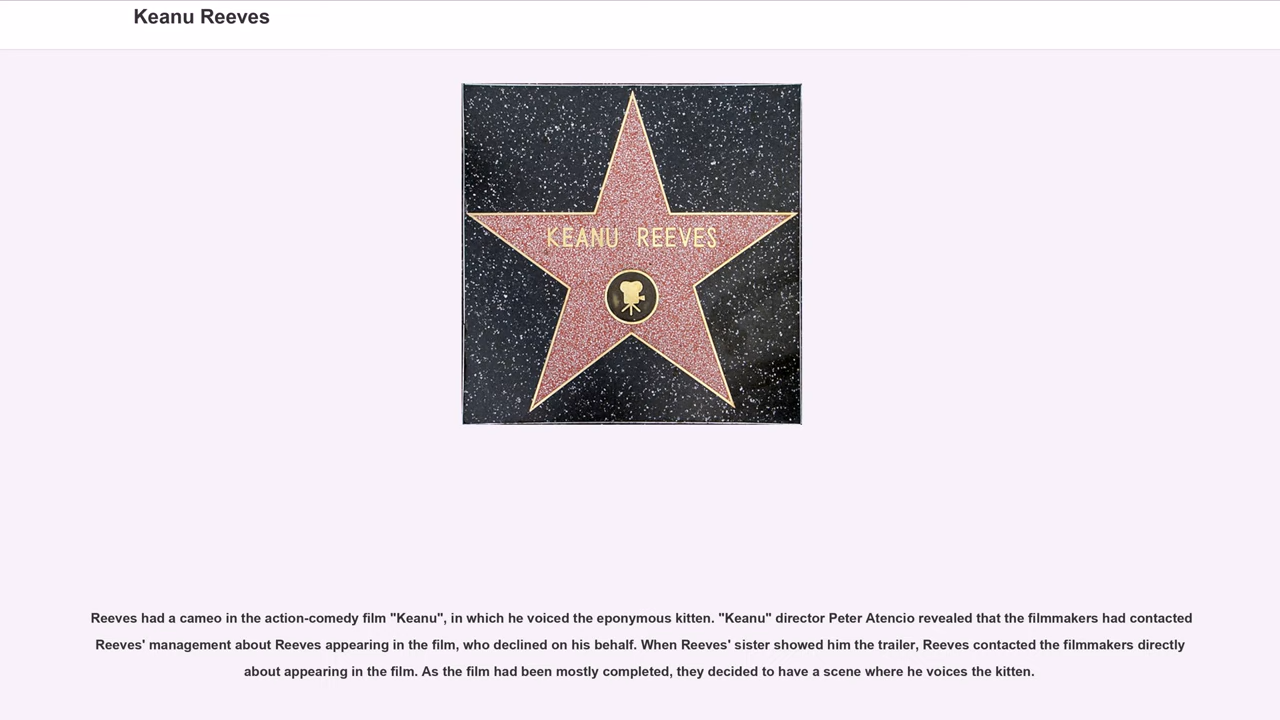 Keanu Reeves
KEANU REEVES
Reeves had a cameo in the action-comedy film "Keanu", in which he voiced the eponymous kitten. "Keanu" director Peter Atencio revealed that the filmmakers had contacted
Reeves' management about Reeves appearing in the film, who declined on his behalf. When Reeves' sister showed him the trailer, Reeves contacted the filmmakers directly
about appearing in the film. As the film had been mostly completed, they decided to have a scene where he voices the kitten.